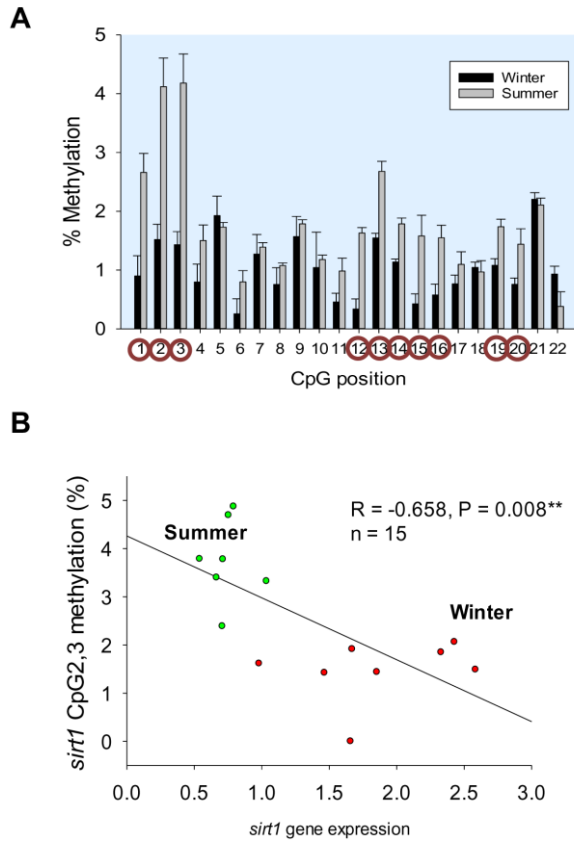 A
5
4
3
2
1
0
% Methylation
Winter
Summer
1 2 3 4 5 6 7 8 9 10 11 12 13 14 15 16 17 18 19 20 21 22
CpG position
B
5
4
3
2
1
0
sirt1 CpG2,3 methylation (%)
Summer
R = -0.658, P = 0.008**
n = 15
Winter
0.0 0.5 1.0 1.5 2.0 2.5 3.0
sirt1 gene expression